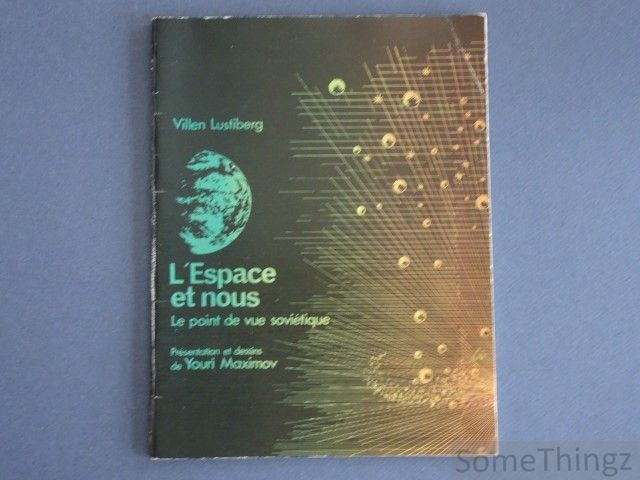 Villen Lustiberg
L'Espace
et nous
Le point de vue soviétique
Présentation et dessins
de Youri Maximov
SomeThingz